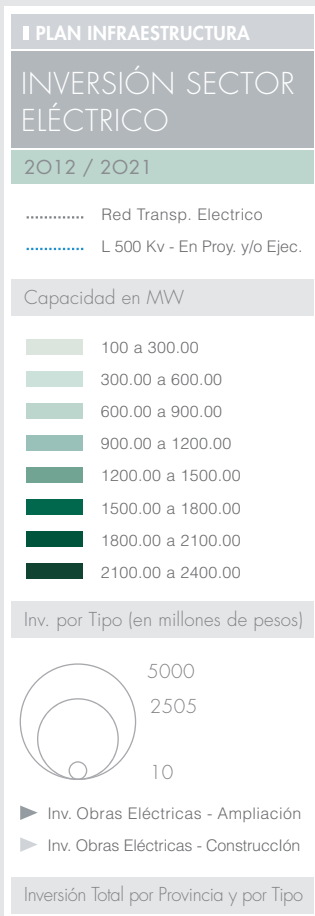 PLAN INFRAESTRUCTURA
INVERSIÓN SECTOR
ELÉCTRICO
2012 / 2021
Red Transp. Electrico
L 500 Kv - En Proy. y/o Ejec.
Capacidad en MW
100 a 300.00
300.00 a 600.00
600.00 a 900.00
900.00 a 1200.00
1200.00 a 1500.00
1500.00 a 1800.00
1800.00 a 2100.00
2100.00 a 2400.00
Inv. por Tipo (en millones de pesos)
5000
2505
10
Inv. Obras Eléctricas - Ampliación
Inv. Obras Eléctricas - Construcclón
Inversión Total por Provincia y por Tipo